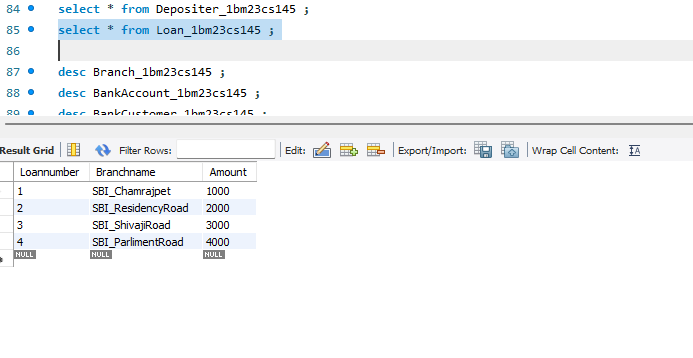 84 select * from Depositer_1bm23cs145 ;
85 select * from Loan_1bm23cs145 ;
86
87 desc Branch_1bm23cs145 ;
88 desc BankAccount_1bm23cs145 ;
89 desc BankCustomer_1bm23cs145 ;
Result Grid Filter Rows: Edit: Export/Import: Wrap Cell Content: IA
Loannumber Branchname Amount
1 SBI_Chamrajpet 1000
2 SBI_ResidencyRoad 2000
3 SBI_ShivajiRoad 3000
4 SBI_ParlimentRoad 4000
NULL NULL NULL